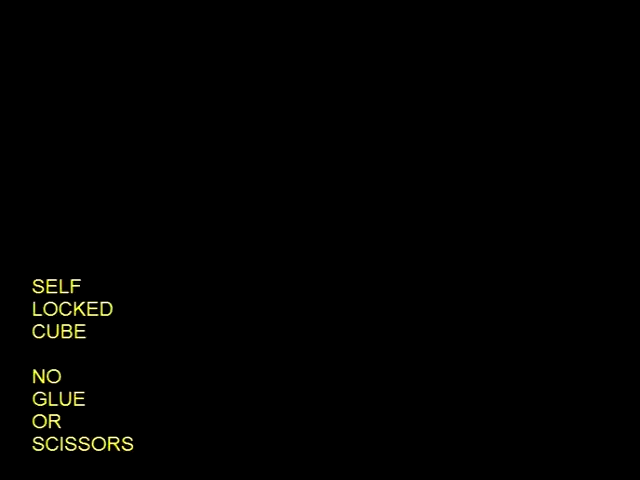 SELF
LOCKED
CUBE
NO
GLUE
OR
SCISSORS